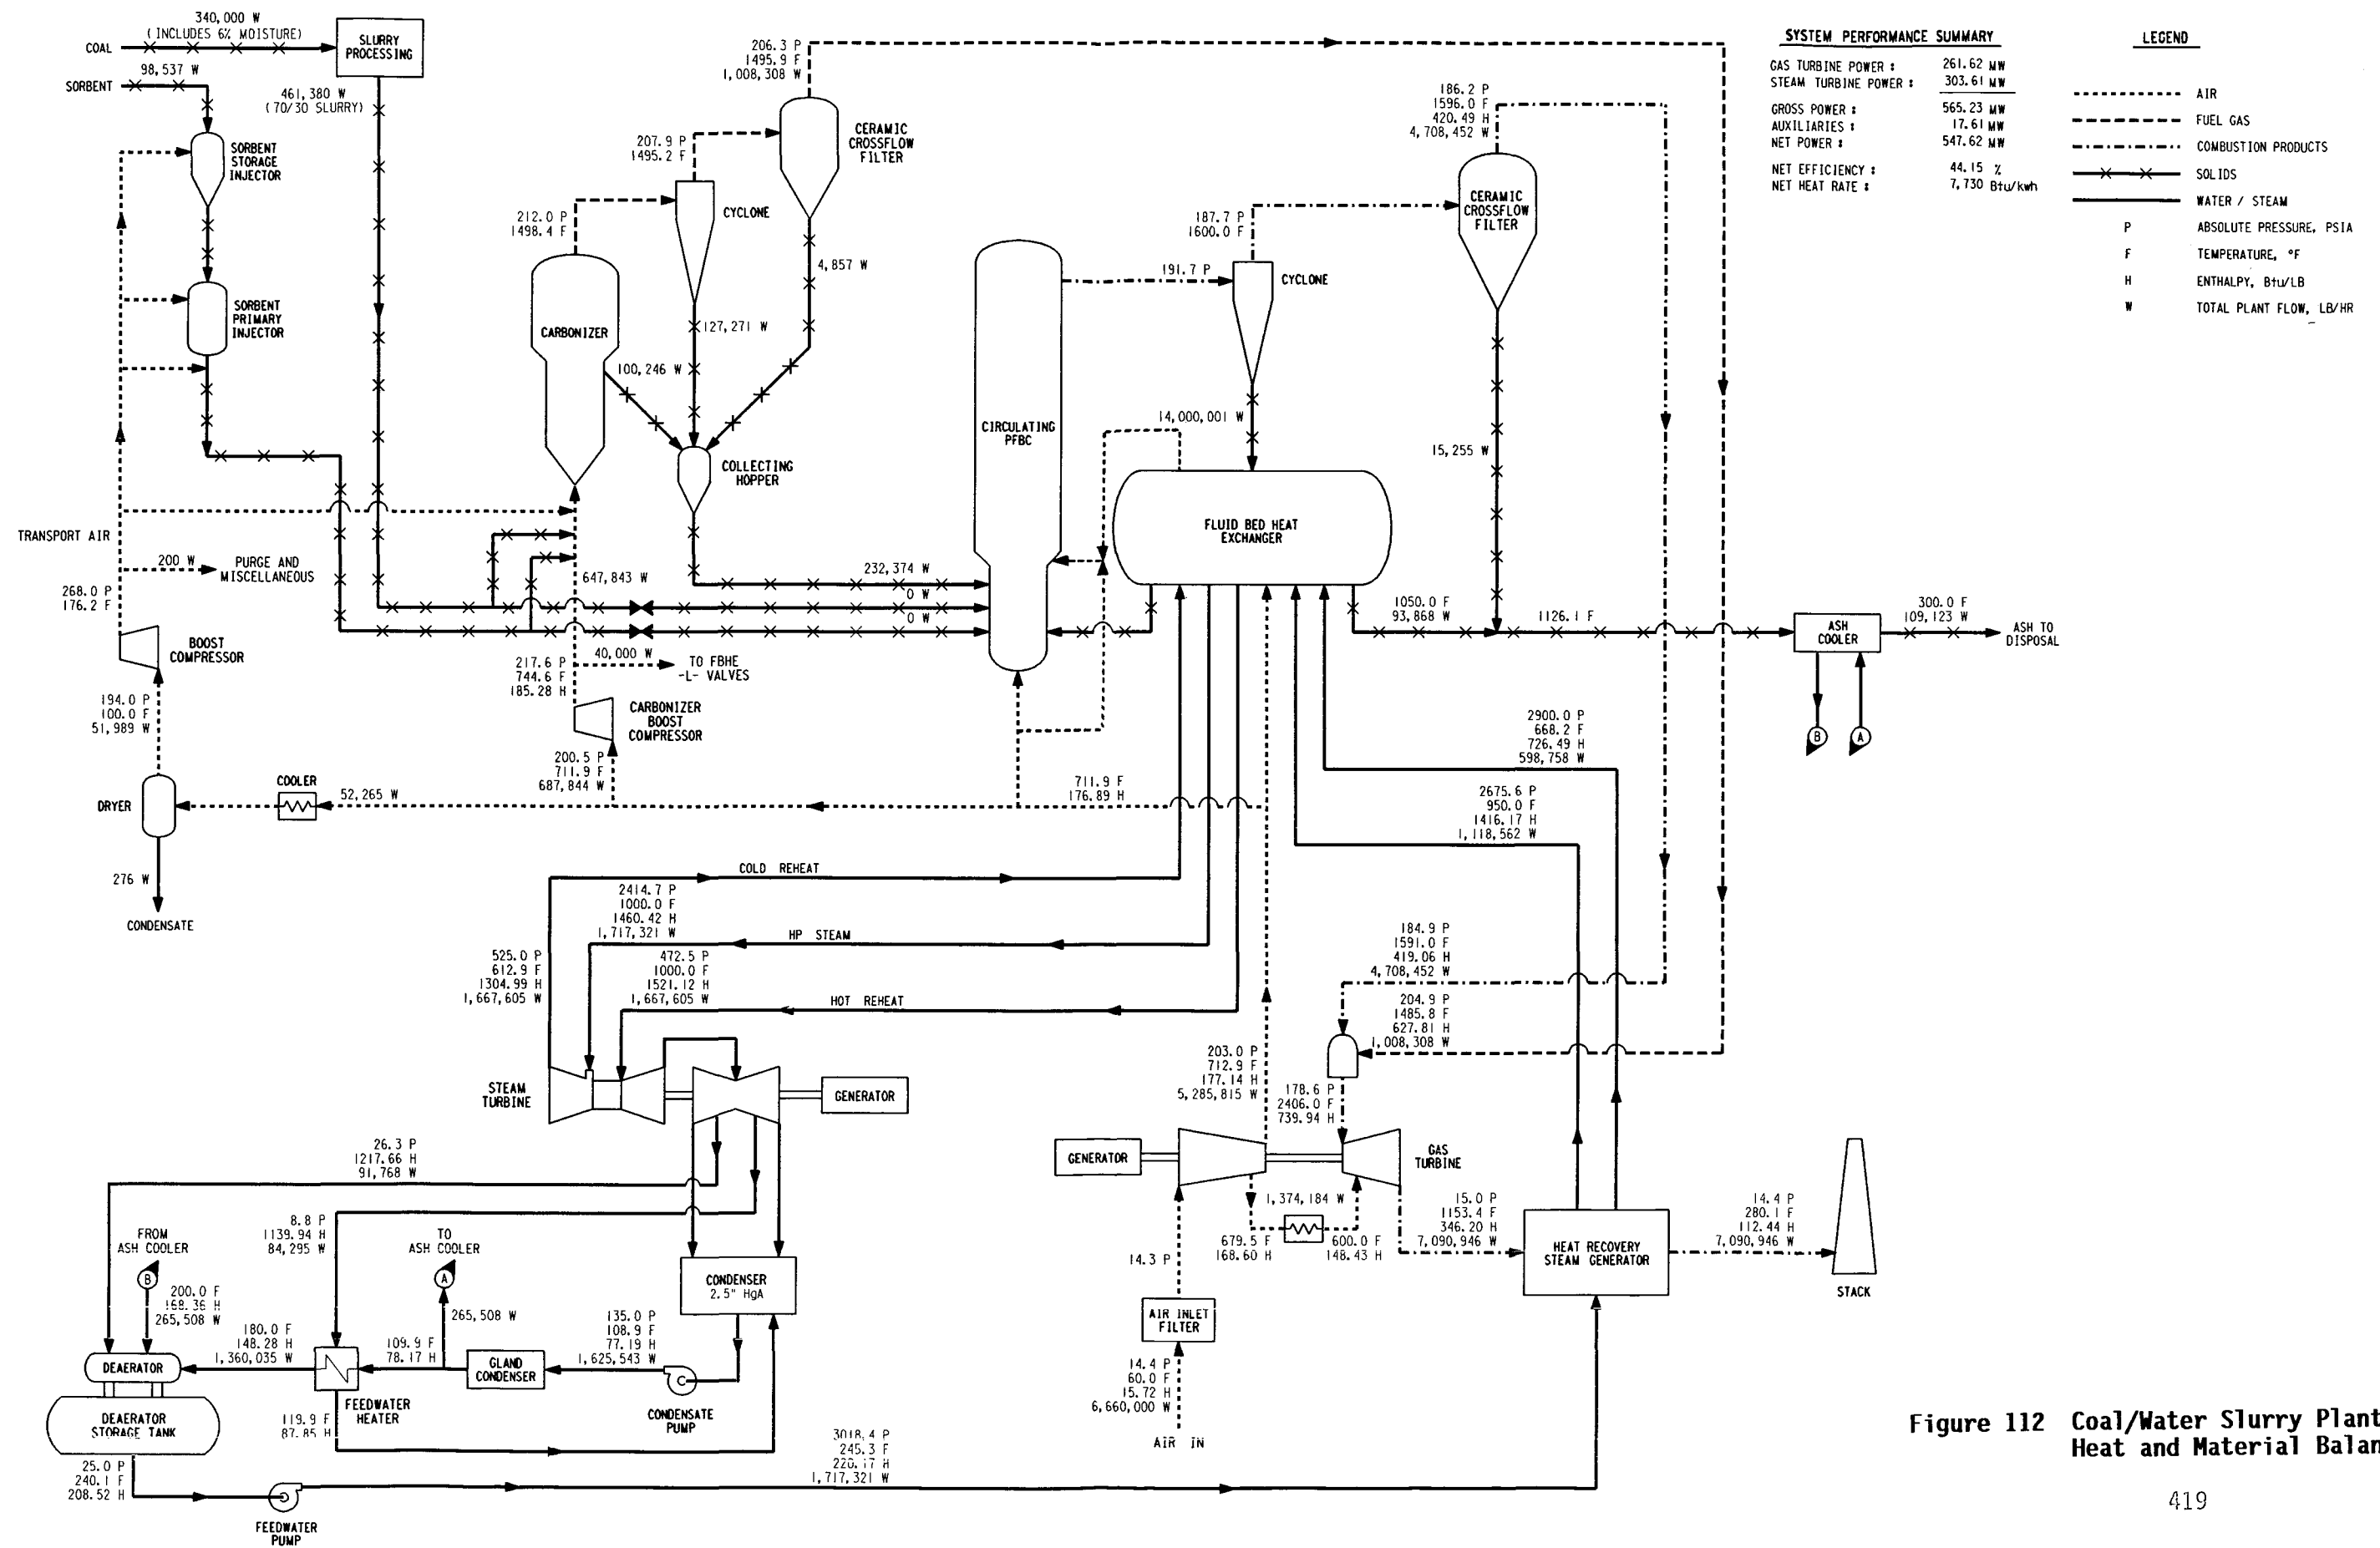 340,000 W
(INCLUDES 6% MOISTURE)
COAL
SLURRY
PROCESSING
98,537 W
SORBENT
461,380 W
(70/30 SLURRY)
SORBENT
STORAGE
INJECTOR
SORBENT
PRIMARY
INJECTOR
TRANSPORT AIR
200 W
PURGE AND
MISCELLANEOUS
268.0 P
176.2 F
BOOST
COMPRESSOR
194.0 P
100.0 F
51,989 W
DRYER
COOLER
52,265 W
276 W
CONDENSATE
206.3 P
1495.9 F
1,008,308 W
CERAMIC
CROSSFLOW
FILTER
207.9 P
1495.2 F
CYCLONE
212.0 P
1498.4 F
CARBONIZER
4,857 W
127,271 W
100,246 W
COLLECTING
HOPPER
647,843 W
232,374 W
0 W
0 W
217.6 P
744.6 F
185.28 H
40,000 W
TO FBHE
-L- VALVES
CARBONIZER
BOOST
COMPRESSOR
200.5 P
711.9 F
687,844 W
CIRCULATING
PFBC
191.7 P
187.7 P
1600.0 F
CYCLONE
14,000,001 W
FLUID BED HEAT
EXCHANGER
186.2 P
1596.0 F
420.49 H
4,708,452 W
CERAMIC
CROSSFLOW
FILTER
15,255 W
1050.0 F
93,868 W
1126.1 F
ASH
COOLER
300.0 F
109,123 W
ASH TO
DISPOSAL
B
A
711.9 F
176.89 H
2900.0 P
668.2 F
726.49 H
598,758 W
2675.6 P
950.0 F
1416.17 H
1,118,562 W
SYSTEM PERFORMANCE SUMMARY
GAS TURBINE POWER : 261.62 MW
STEAM TURBINE POWER : 303.61 MW
GROSS POWER : 565.23 MW
AUXILIARIES : 17.61 MW
NET POWER : 547.62 MW
NET EFFICIENCY : 44.15 %
NET HEAT RATE : 7,730 Btu/kwh
LEGEND
AIR
FUEL GAS
COMBUSTION PRODUCTS
SOLIDS
WATER / STEAM
P ABSOLUTE PRESSURE, PSIA
F TEMPERATURE, °F
H ENTHALPY, Btu/LB
W TOTAL PLANT FLOW, LB/HR
COLD REHEAT
2414.7 P
1000.0 F
1460.42 H
1,717,321 W
HP STEAM
525.0 P
612.9 F
1304.99 H
1,667,605 W
472.5 P
1000.0 F
1521.12 H
1,667,605 W
HOT REHEAT
STEAM
TURBINE
GENERATOR
184.9 P
1591.0 F
419.06 H
4,708,452 W
204.9 P
1485.8 F
627.81 H
1,008,308 W
203.0 P
712.9 F
177.14 H
5,285,815 W
178.6 P
2406.0 F
739.94 H
GENERATOR
GAS
TURBINE
1,374,184 W
679.5 F
168.60 H
600.0 F
148.43 H
15.0 P
1153.4 F
346.20 H
7,090,946 W
HEAT RECOVERY
STEAM GENERATOR
14.4 P
280.1 F
112.44 H
7,090,946 W
STACK
14.3 P
AIR INLET
FILTER
14.4 P
60.0 F
15.72 H
6,660,000 W
AIR IN
26.3 P
1217.66 H
91,768 W
8.8 P
1139.94 H
84,295 W
FROM
ASH COOLER
B
200.0 F
168.36 H
265,508 W
TO
ASH COOLER
A
265,508 W
180.0 F
148.28 H
1,360,035 W
109.9 F
78.17 H
CONDENSER
2.5" HgA
135.0 P
108.9 F
77.19 H
1,625,543 W
DEAERATOR
GLAND
CONDENSER
C
CONDENSATE
PUMP
DEAERATOR
STORAGE TANK
FEEDWATER
HEATER
119.9 F
87.85 H
25.0 P
240.1 F
208.52 H
3018.4 P
245.3 F
220.17 H
1,717,321 W
FEEDWATER
PUMP
Figure 112 Coal/Water Slurry Plant
Heat and Material Balan
419